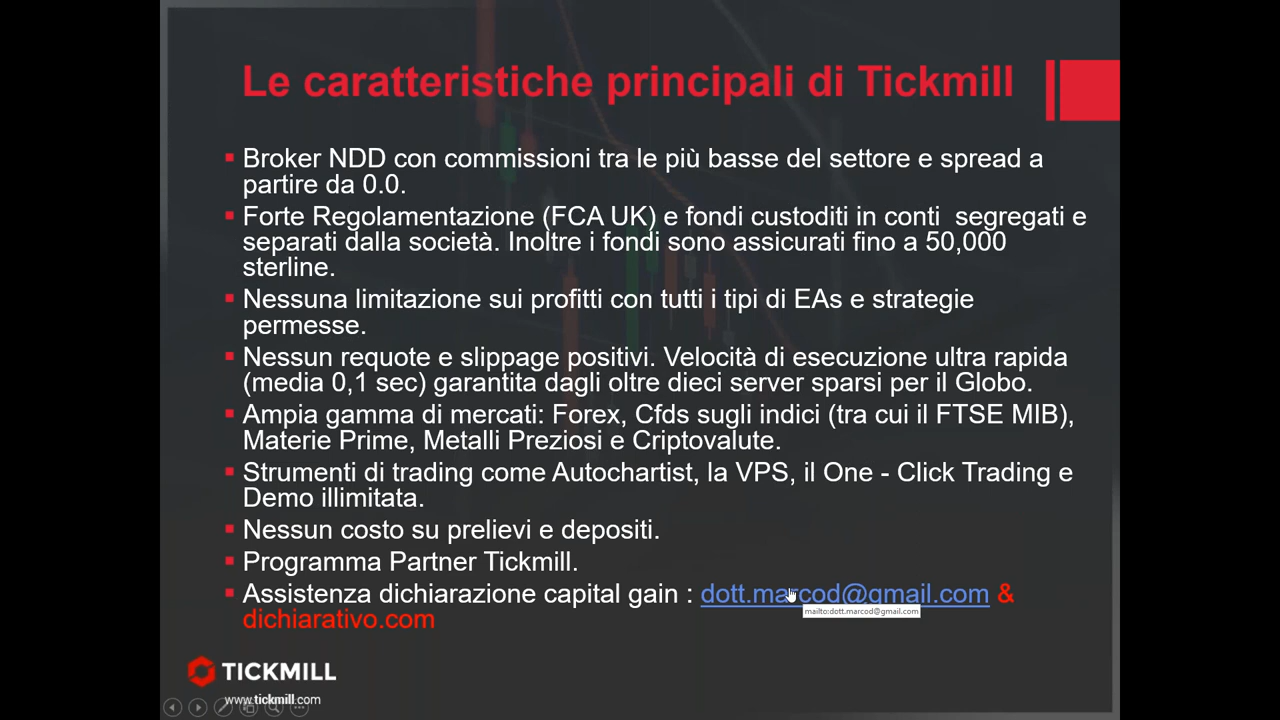 Le caratteristiche principali di Tickmill
Broker NDD con commissioni tra le più basse del settore e spread a
partire da 0.0.
Forte Regolamentazione (FCA UK) e fondi custoditi in conti  segregati e
separati dalla società. Inoltre i fondi sono assicurati fino a 50,000
sterline.
Nessuna limitazione sui profitti con tutti i tipi di EAs e strategie
permesse.
Nessun requote e slippage positivi. Velocità di esecuzione ultra rapida
(media 0,1 sec) garantita dagli oltre dieci server sparsi per il Globo.
Ampia gamma di mercati: Forex, Cfds sugli indici (tra cui il FTSE MIB),
Materie Prime, Metalli Preziosi e Criptovalute.
Strumenti di trading come Autochartist, la VPS, il One - Click Trading e
Demo illimitata.
Nessun costo su prelievi e depositi.
Programma Partner Tickmill.
Assistenza dichiarazione capital gain : dott.marcod@gmail.com &
dichiarativo.com
mailto:dott.marcod@gmail.com
TICKMILL
www.tickmill.com